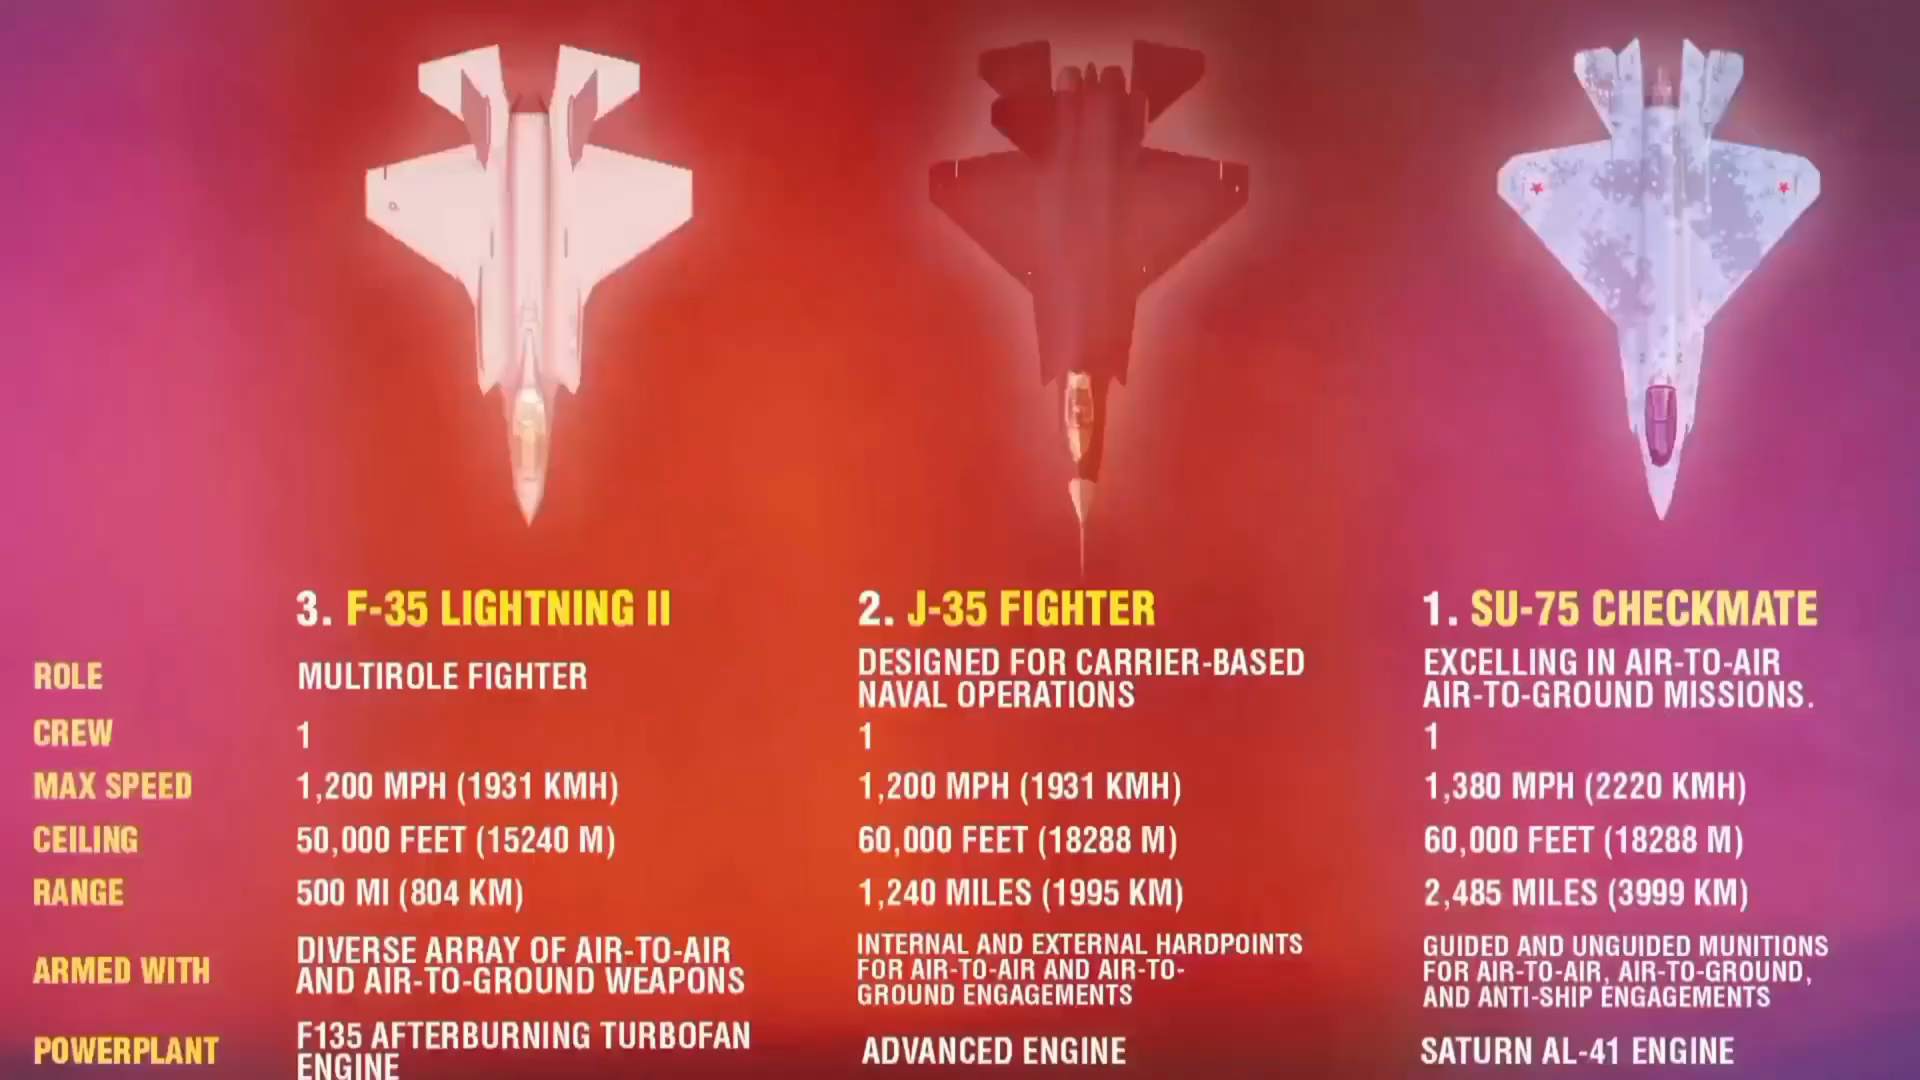 3. F-35 LIGHTNING II
2. J-35 FIGHTER
1. SU-75 CHECKMATE
ROLE
MULTIROLE FIGHTER
DESIGNED FOR CARRIER-BASED
NAVAL OPERATIONS
EXCELLING IN AIR-TO-AIR
AIR-TO-GROUND MISSIONS.
CREW
1
1
1
MAX SPEED
1,200 MPH (1931 KMH)
1,200 MPH (1931 KMH)
1,380 MPH (2220 KMH)
CEILING
50,000 FEET (15240 M)
60,000 FEET (18288 M)
60,000 FEET (18288 M)
RANGE
500 MI (804 KM)
1,240 MILES (1995 KM)
2,485 MILES (3999 KM)
ARMED WITH
DIVERSE ARRAY OF AIR-TO-AIR
AND AIR-TO-GROUND WEAPONS
INTERNAL AND EXTERNAL HARDPOINTS
FOR AIR-TO-AIR AND AIR-TO-
GROUND ENGAGEMENTS
GUIDED AND UNGUIDED MUNITIONS
FOR AIR-TO-AIR, AIR-TO-GROUND,
AND ANTI-SHIP ENGAGEMENTS
POWERPLANT
F135 AFTERBURNING TURBOFAN
ENGINE
ADVANCED ENGINE
SATURN AL-41 ENGINE